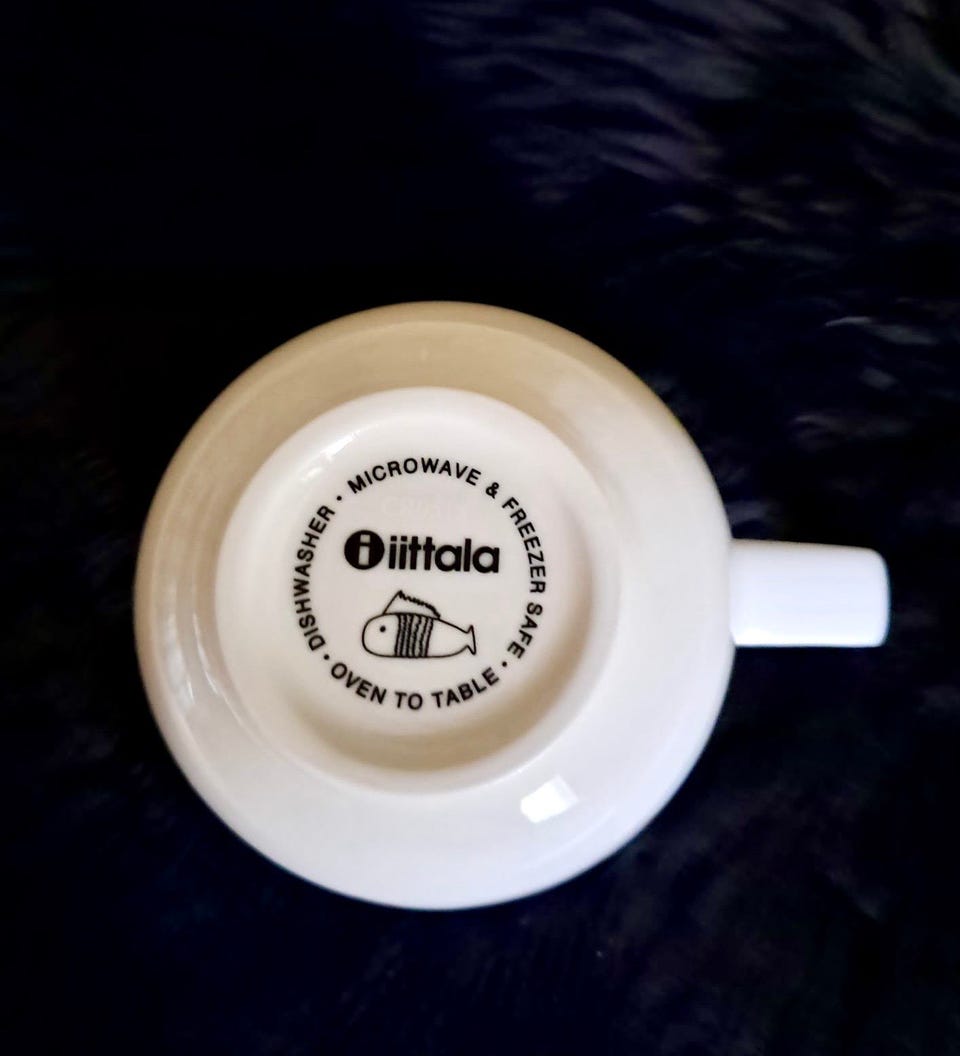 DISHWASHER • MICROWAVE & FREEZER SAFE • OVEN TO TABLE •
i iittala